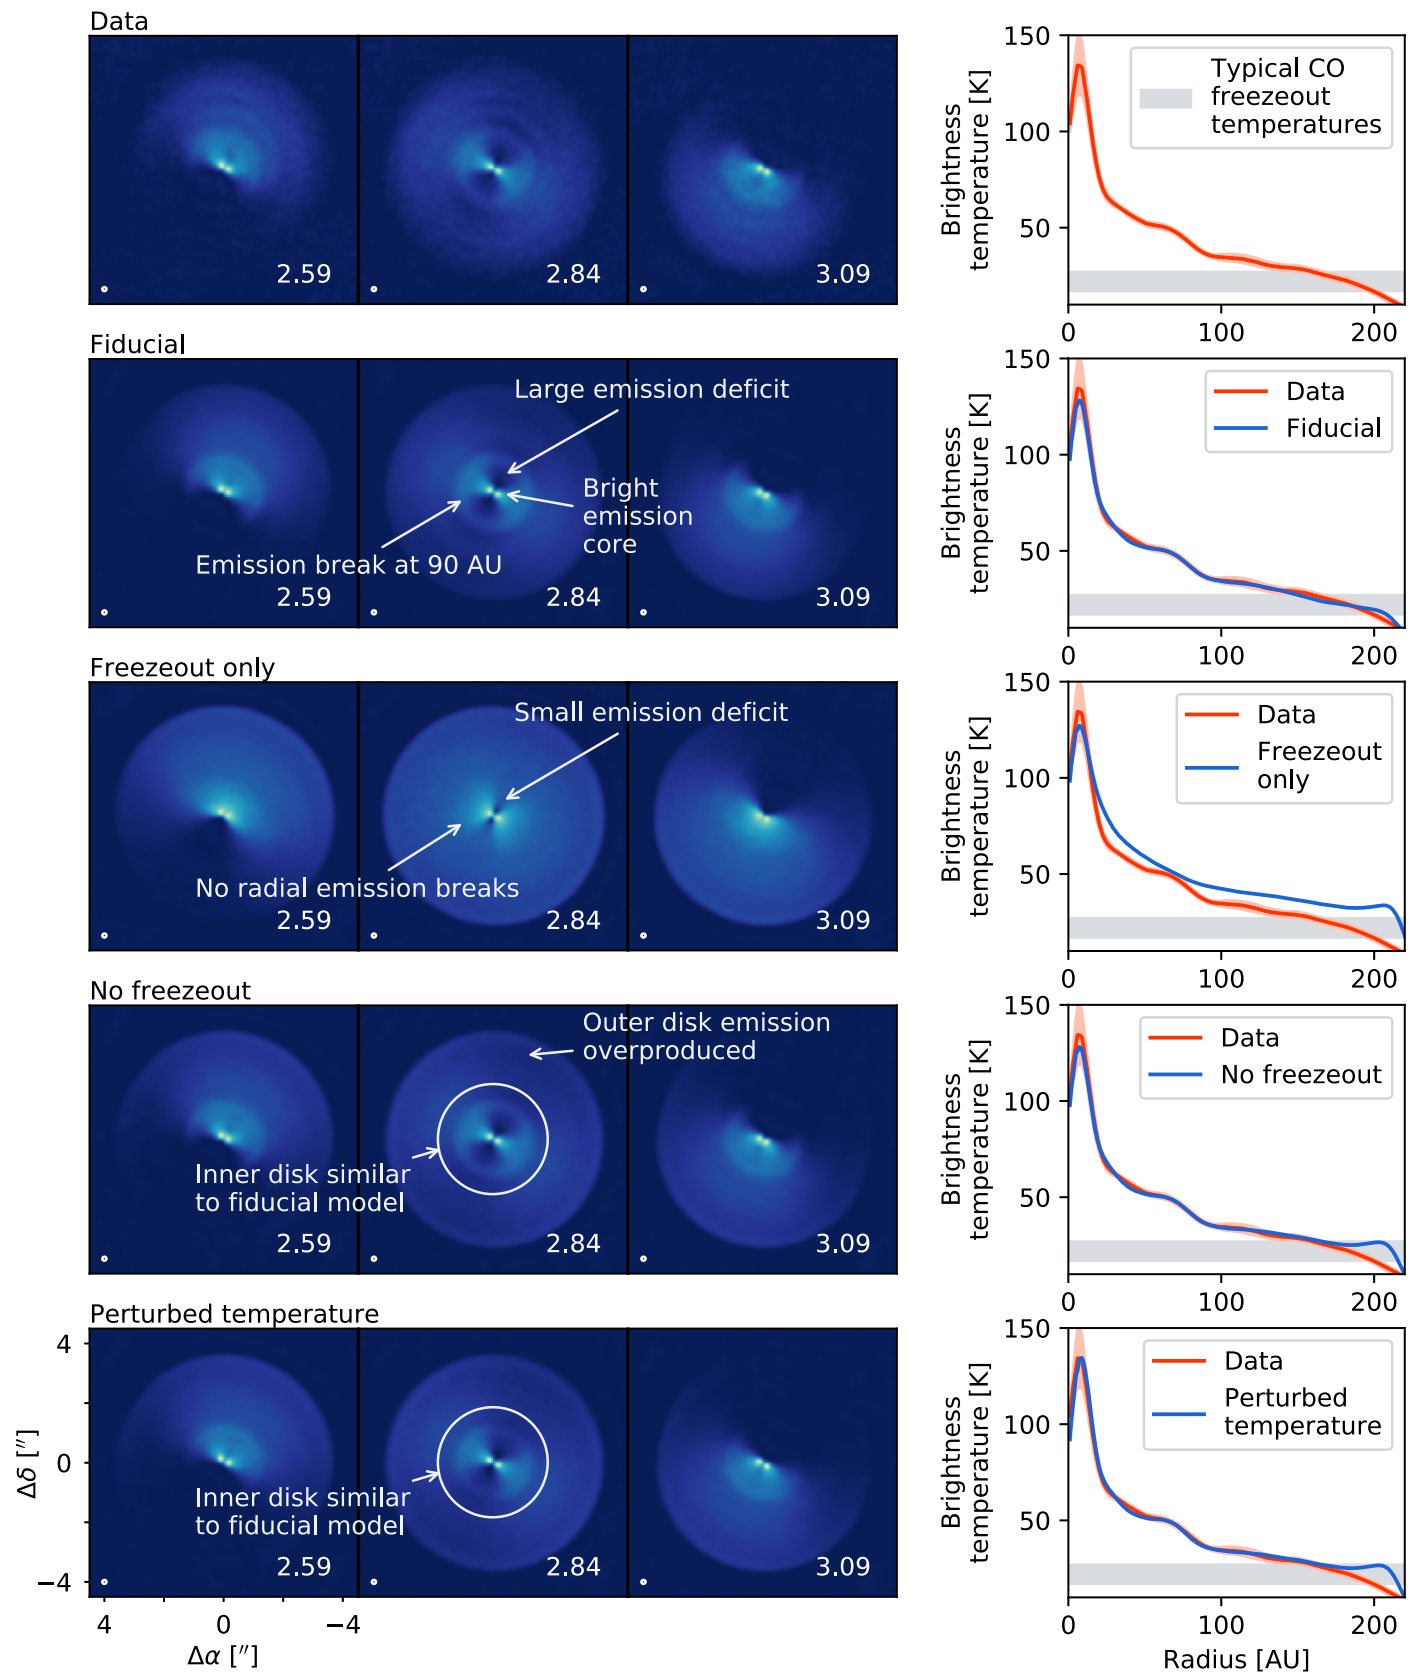 Data
2.59
2.84
3.09
Brightness
temperature [K]
150
100
50
0
100
200
Typical CO
freezeout
temperatures
Fiducial
Large emission deficit
Bright
emission
core
Emission break at 90 AU
2.59
2.84
3.09
Brightness
temperature [K]
150
100
50
0
100
200
Data
Fiducial
Freezeout only
Small emission deficit
No radial emission breaks
2.59
2.84
3.09
Brightness
temperature [K]
150
100
50
0
100
200
Data
Freezeout
only
No freezeout
Outer disk emission
overproduced
Inner disk similar
to fiducial model
2.59
2.84
3.09
Brightness
temperature [K]
150
100
50
0
100
200
Data
No freezeout
Perturbed temperature
Inner disk similar
to fiducial model
2.59
2.84
3.09
4
0
−4
Δδ [″]
4
0
−4
Δα [″]
Brightness
temperature [K]
150
100
50
0
100
200
Radius [AU]
Data
Perturbed
temperature